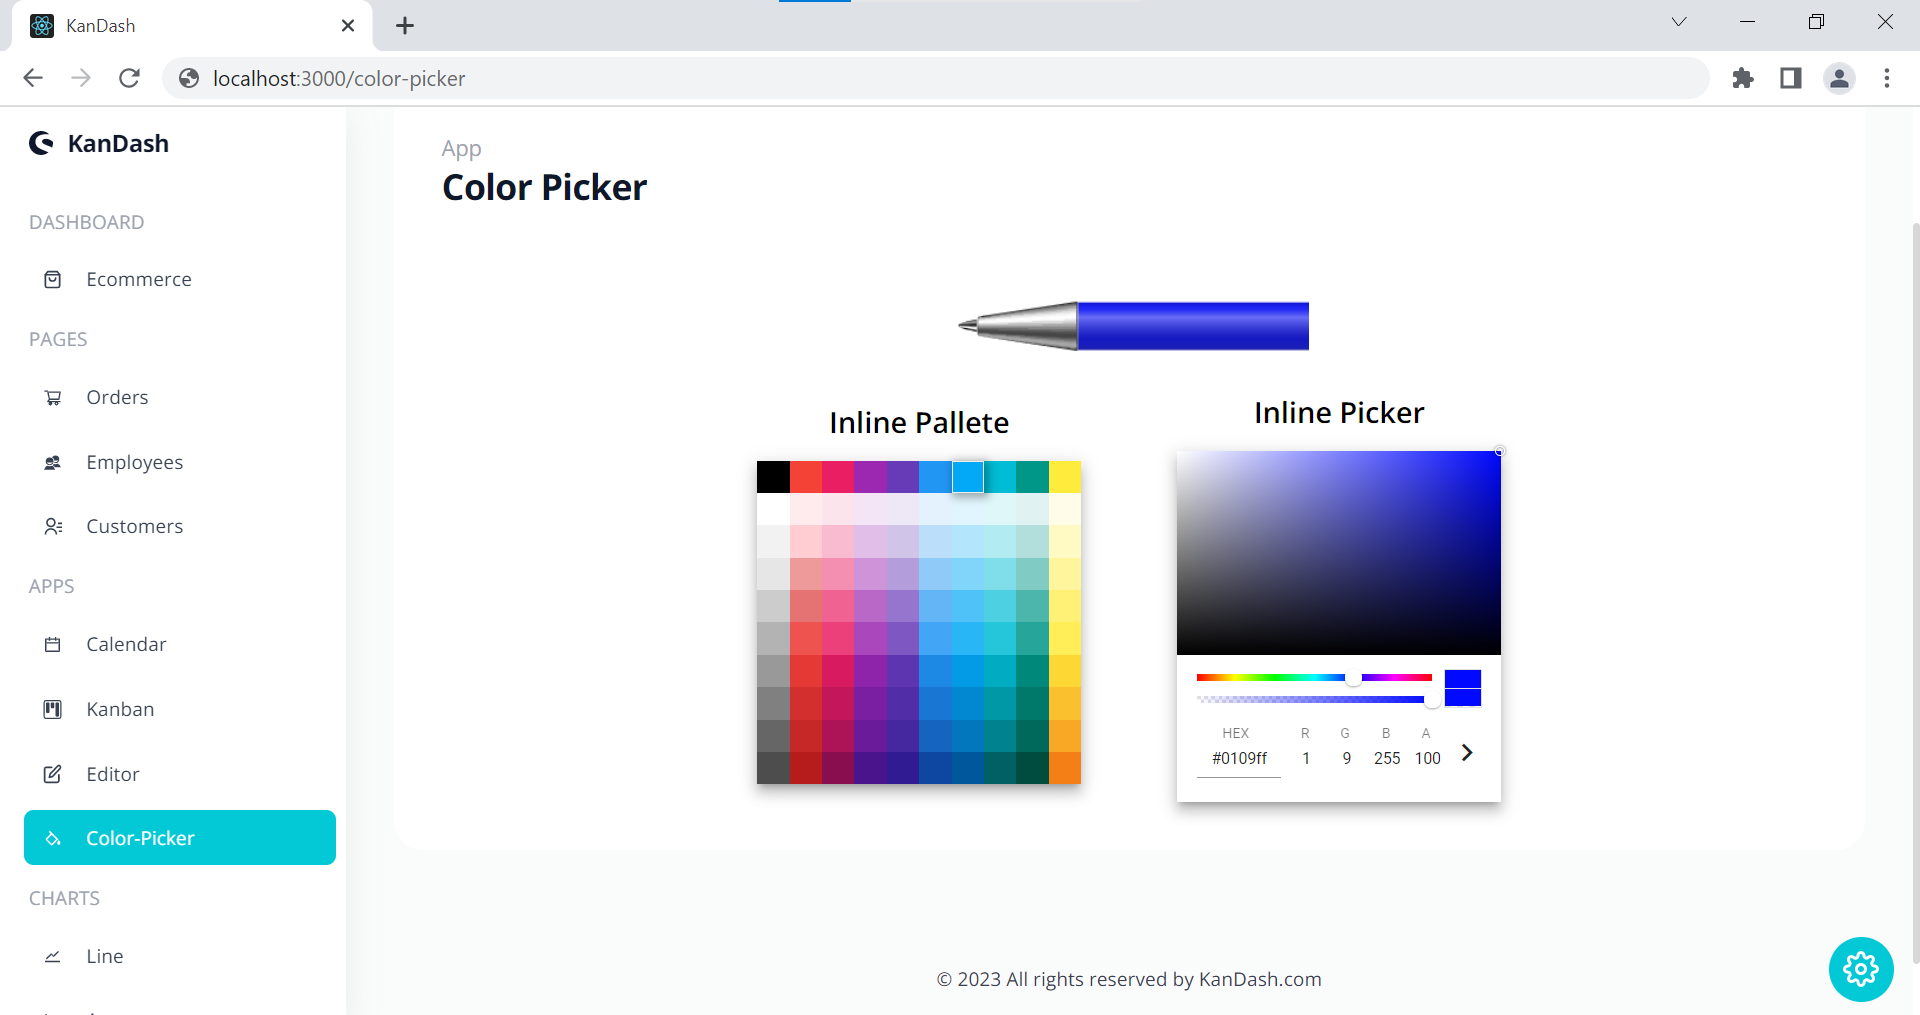 KanDash
localhost:3000/color-picker
KanDash
DASHBOARD
Ecommerce
PAGES
Orders
Employees
Customers
APPS
Calendar
Kanban
Editor
Color-Picker
CHARTS
Line
App
Color Picker
Inline Pallete
Inline Picker
HEX R G B A
#0109ff 1 9 255 100
© 2023 All rights reserved by KanDash.com